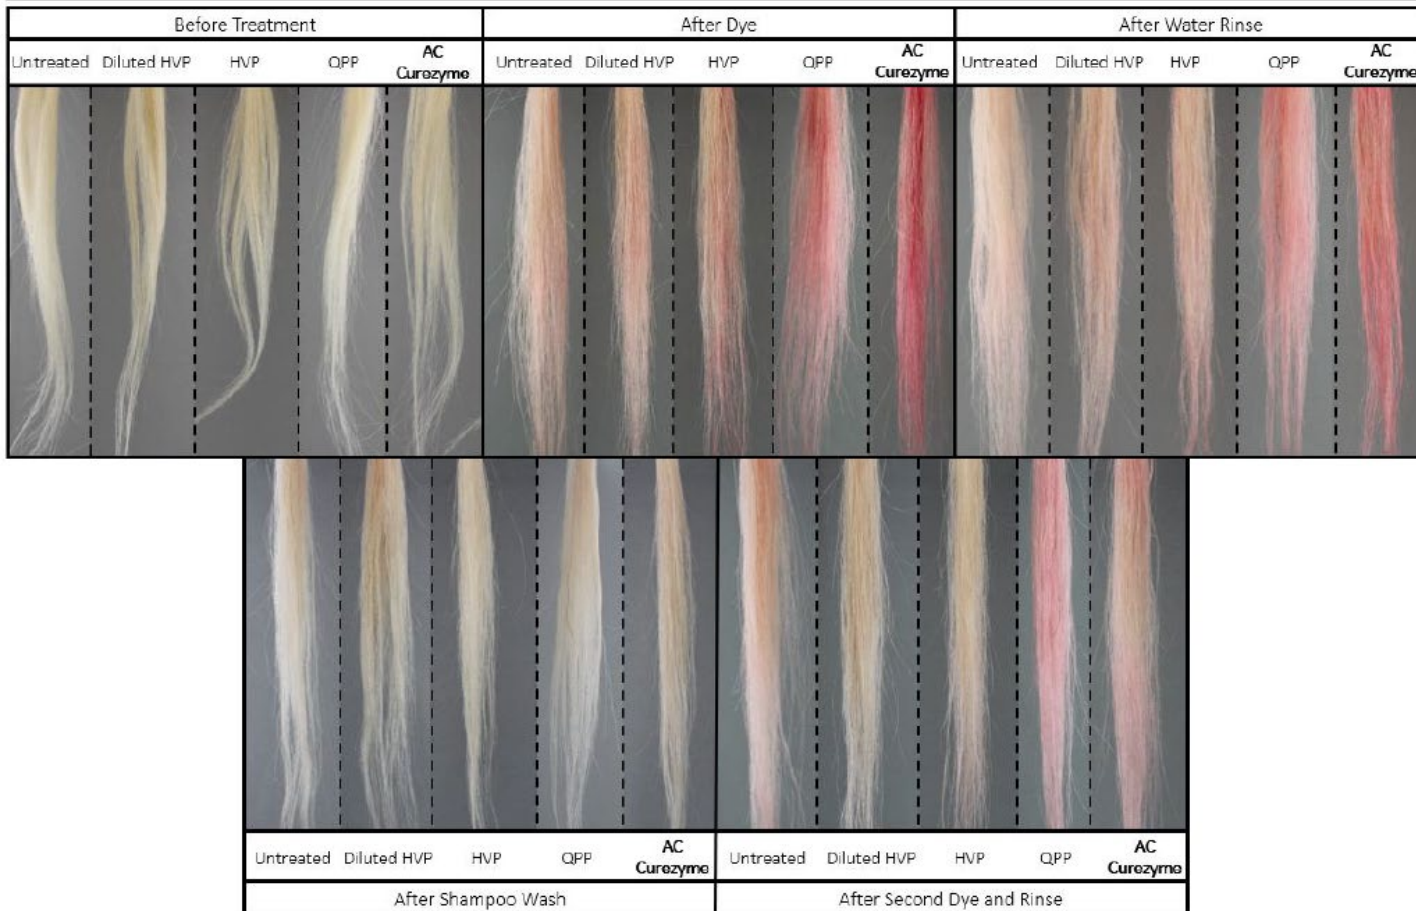 Before Treatment
After Dye
After Water Rinse
Untreated Diluted HVP HVP QPP AC Curezyme
Untreated Diluted HVP HVP QPP AC Curezyme
Untreated Diluted HVP HVP QPP AC Curezyme
Untreated Diluted HVP HVP QPP AC Curezyme
Untreated Diluted HVP HVP QPP AC Curezyme
After Shampoo Wash
After Second Dye and Rinse